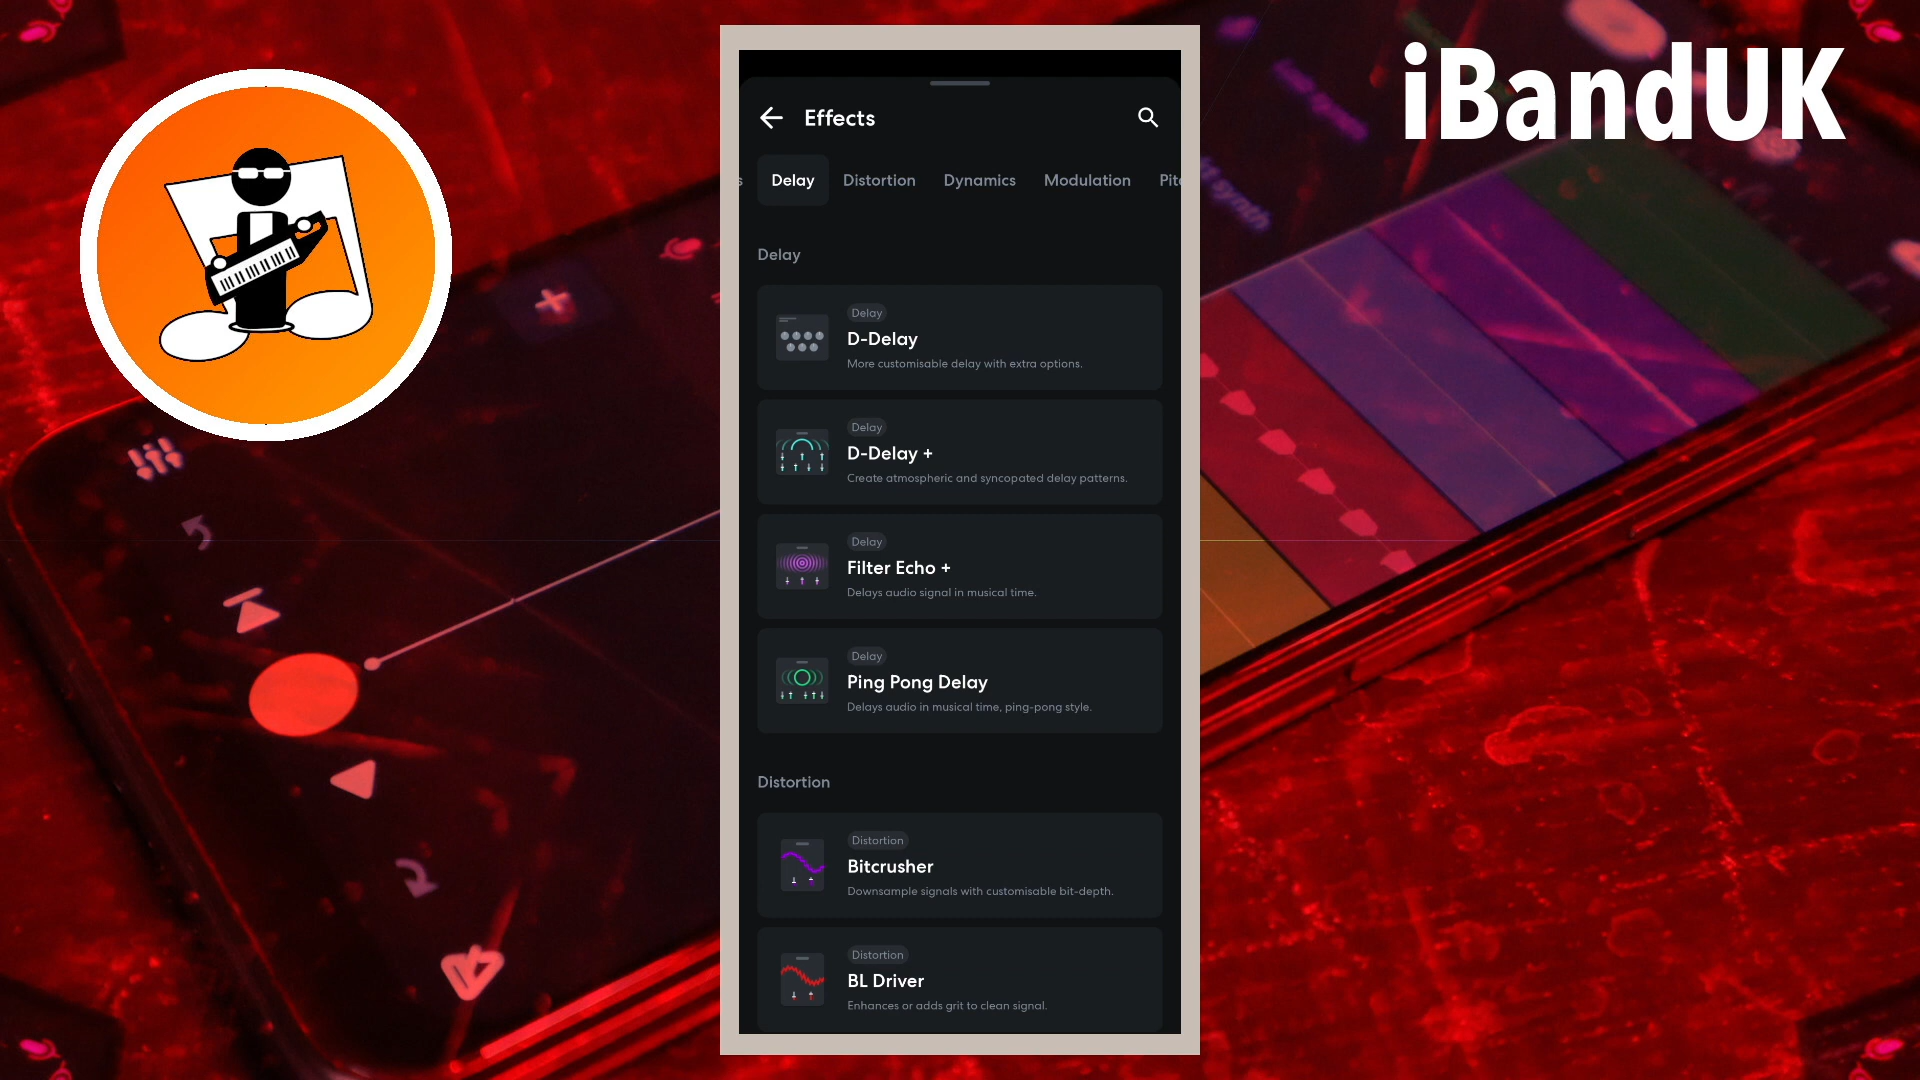 iBandUK
Effects
Delay Distortion Dynamics Modulation
Delay
Delay
D-Delay
More customisable delay with extra options.
Delay
D-Delay +
Create atmospheric and syncopated delay patterns.
Delay
Filter Echo +
Delays audio signal in musical time.
Delay
Ping Pong Delay
Delays audio in musical time, ping-pong style.
Distortion
Distortion
Bitcrusher
Downsample signals with customisable bit-depth.
Distortion
BL Driver
Enhances or adds grit to clean signal.